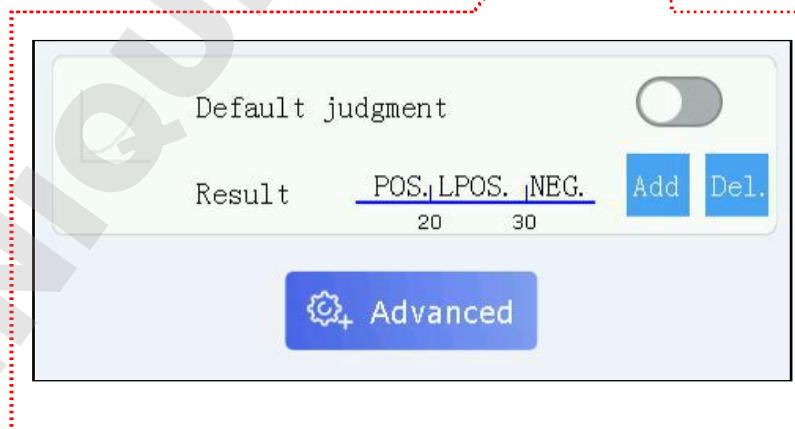 Default judgment
Result POS. LPOS. NEG. Add Del.
20 30
Advanced